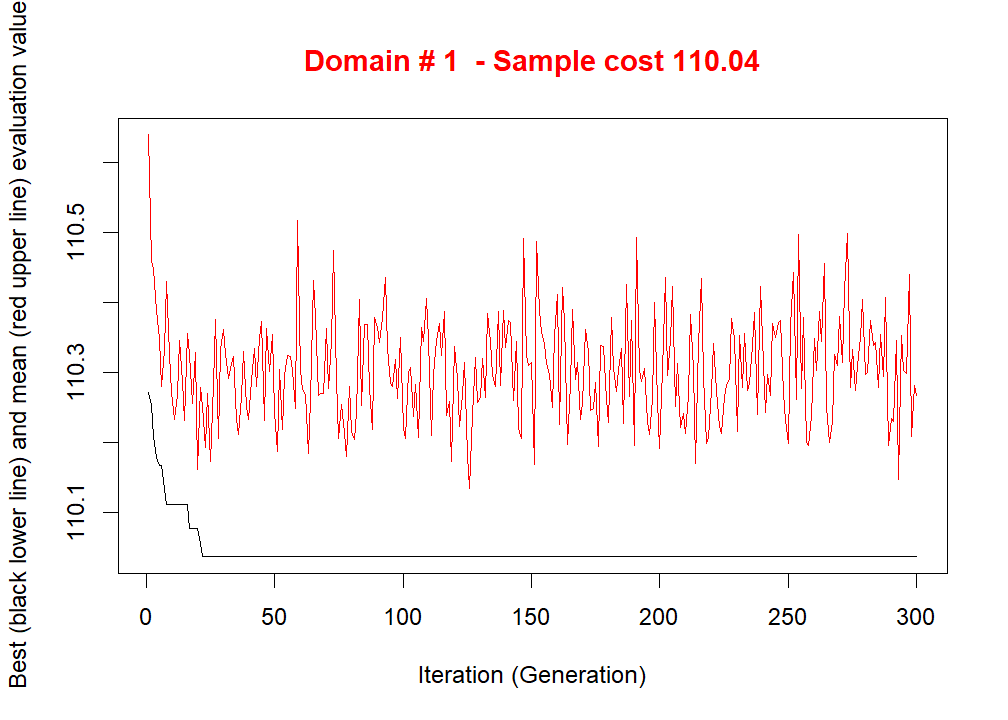 Domain # 1  - Sample cost 110.04
Best (black lower line) and mean (red upper line) evaluation value
110.5
110.3
110.1
0 50 100 150 200 250 300
Iteration (Generation)